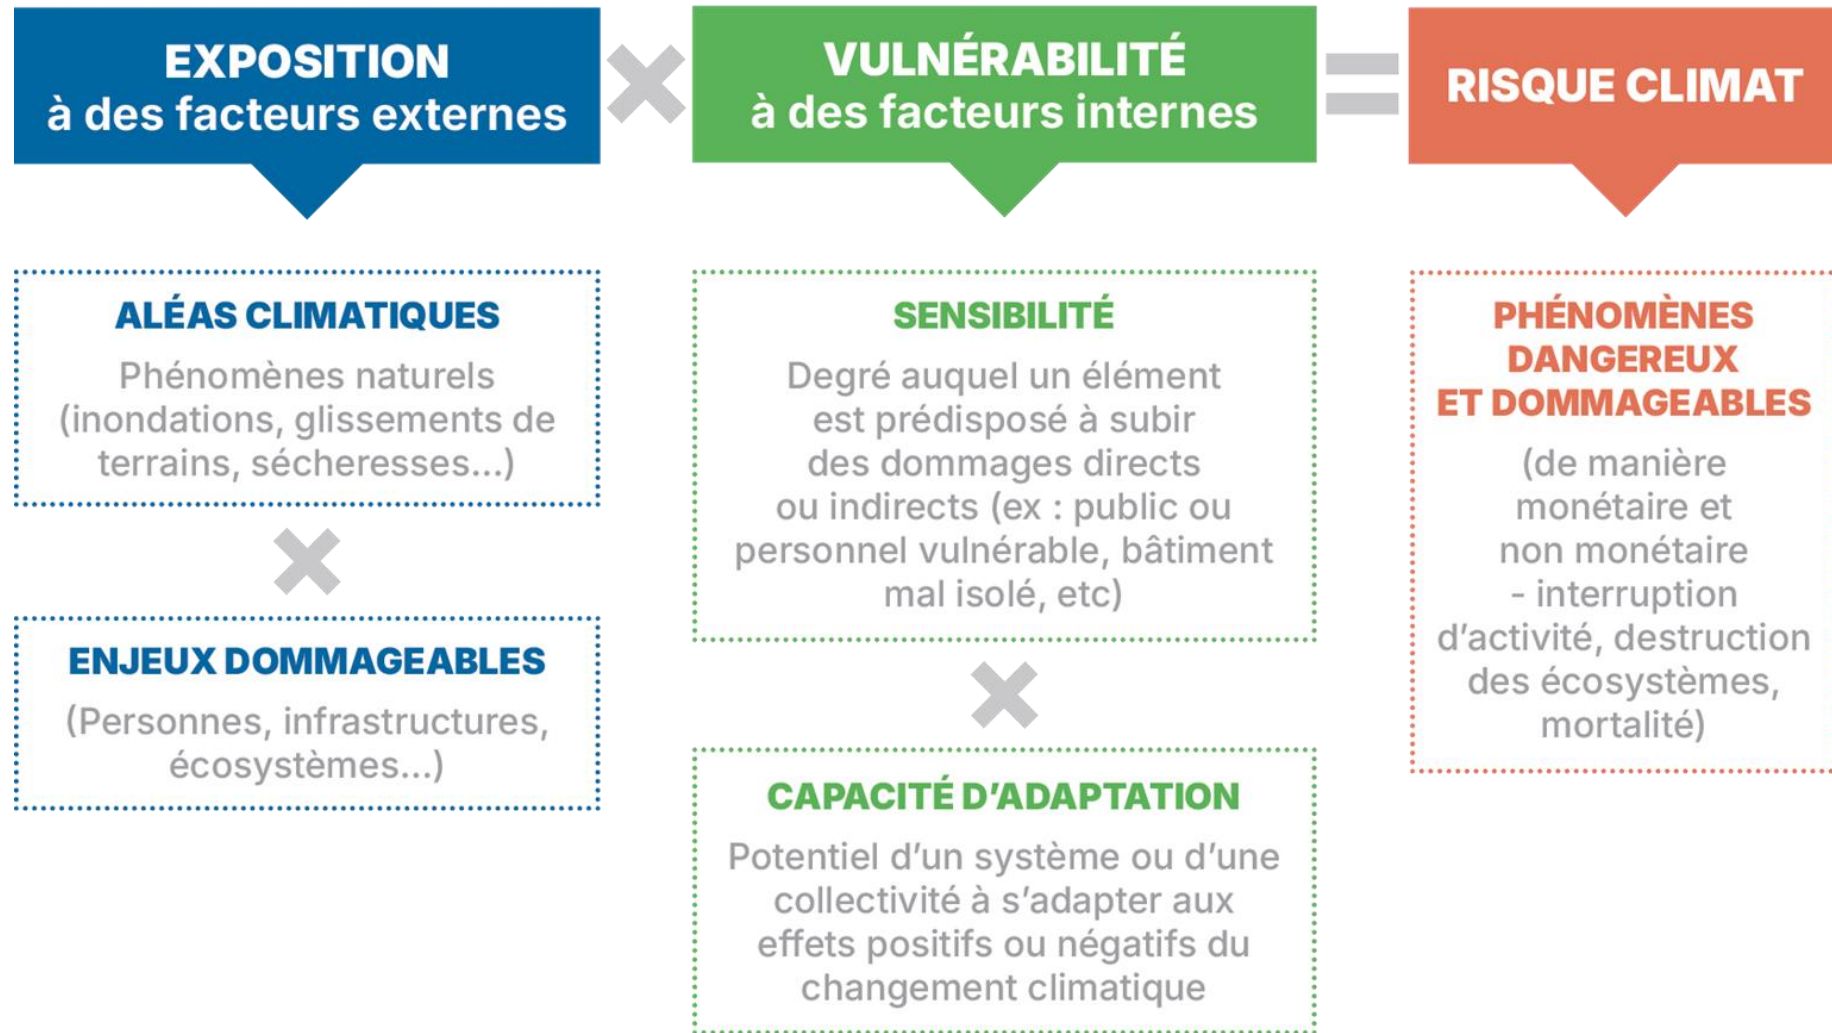 EXPOSITION
à des facteurs externes
VULNÉRABILITÉ
à des facteurs internes
RISQUE CLIMAT
ALÉAS CLIMATIQUES
Phénomènes naturels
(inondations, glissements de
terrains, sécheresses...)
ENJEUX DOMMAGEABLES
(Personnes, infrastructures,
écosystèmes...)
SENSIBILITÉ
Degré auquel un élément
est prédisposé à subir
des dommages directs
ou indirects (ex : public ou
personnel vulnérable, bâtiment
mal isolé, etc)
CAPACITÉ D’ADAPTATION
Potentiel d’un système ou d’une
collectivité à s’adapter aux
effets positifs ou négatifs du
changement climatique
PHÉNOMÈNES
DANGEREUX
ET DOMMAGEABLES
(de manière
monétaire et
non monétaire
- interruption
d’activité, destruction
des écosystèmes,
mortalité)